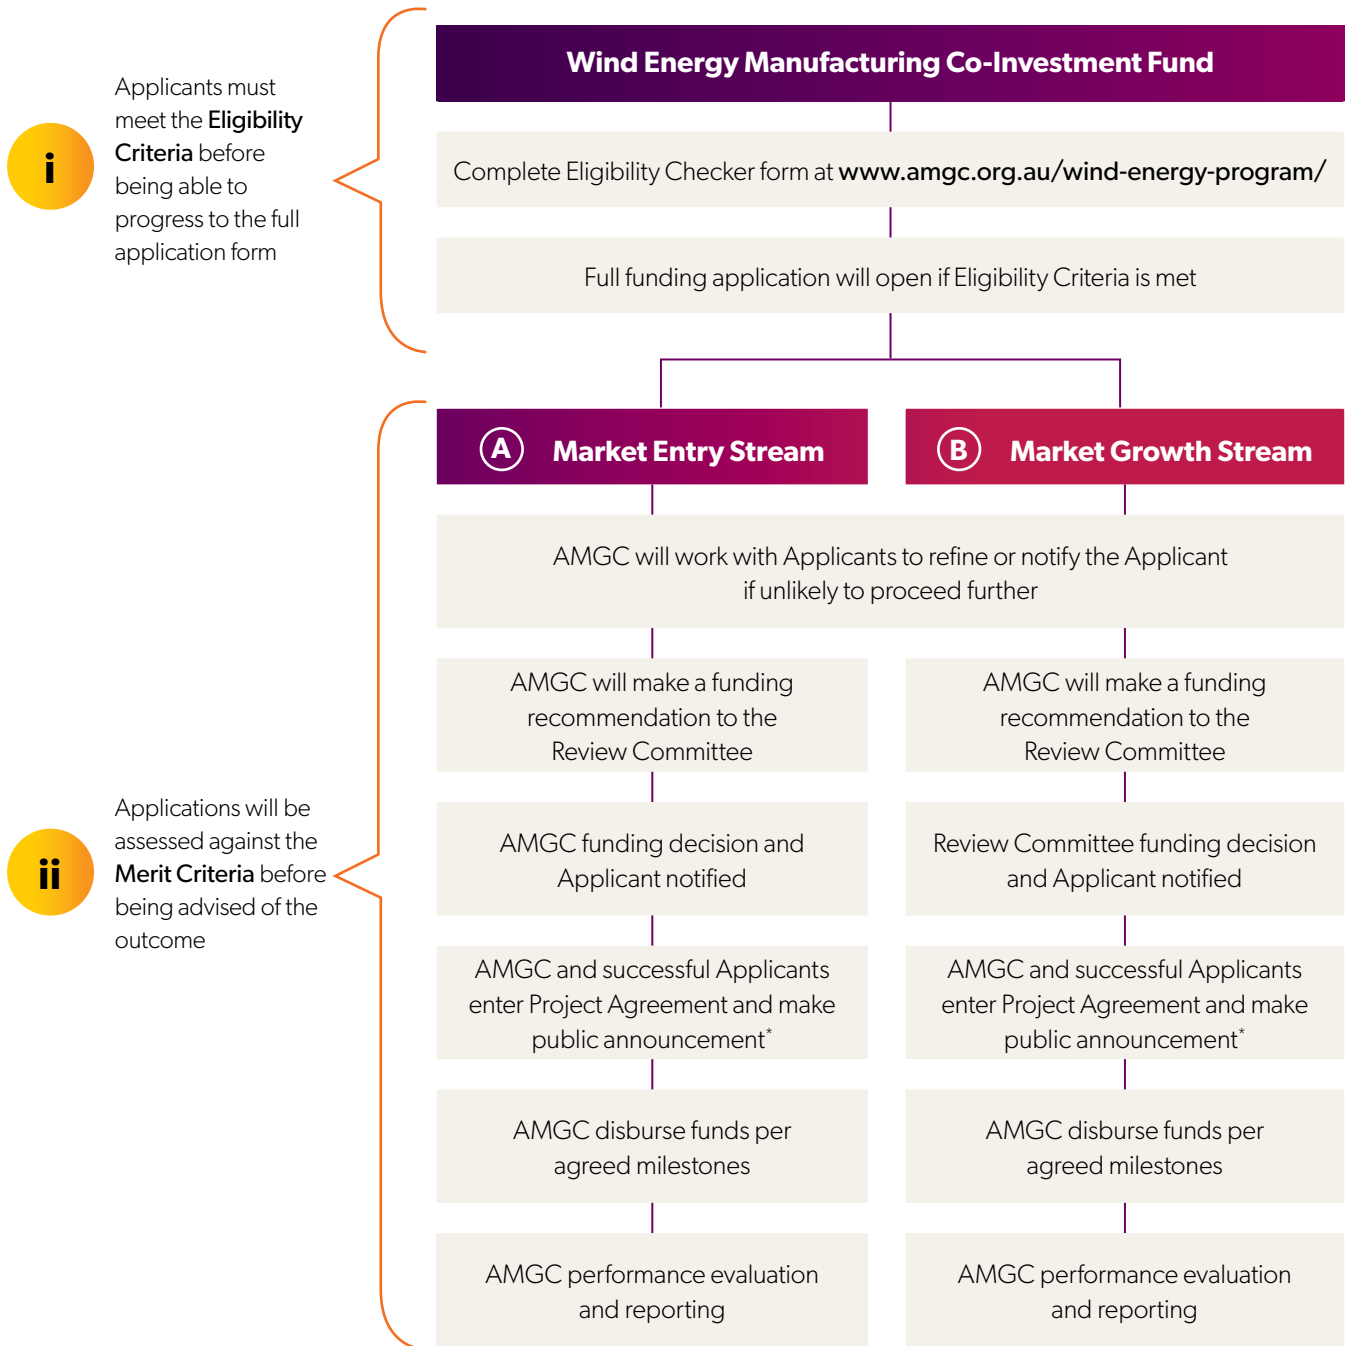 Wind Energy Manufacturing Co-Investment Fund
i
Applicants must
meet the Eligibility
Criteria before
being able to
progress to the full
application form
Complete Eligibility Checker form at www.amgc.org.au/wind-energy-program/
Full funding application will open if Eligibility Criteria is met
A Market Entry Stream
B Market Growth Stream
AMGC will work with Applicants to refine or notify the Applicant
if unlikely to proceed further
ii
Applications will be
assessed against the
Merit Criteria before
being advised of the
outcome
AMGC will make a funding
recommendation to the
Review Committee
AMGC funding decision and
Applicant notified
AMGC and successful Applicants
enter Project Agreement and make
public announcement*
AMGC disburse funds per
agreed milestones
AMGC performance evaluation
and reporting
AMGC will make a funding
recommendation to the
Review Committee
Review Committee funding decision
and Applicant notified
AMGC and successful Applicants
enter Project Agreement and make
public announcement*
AMGC disburse funds per
agreed milestones
AMGC performance evaluation
and reporting